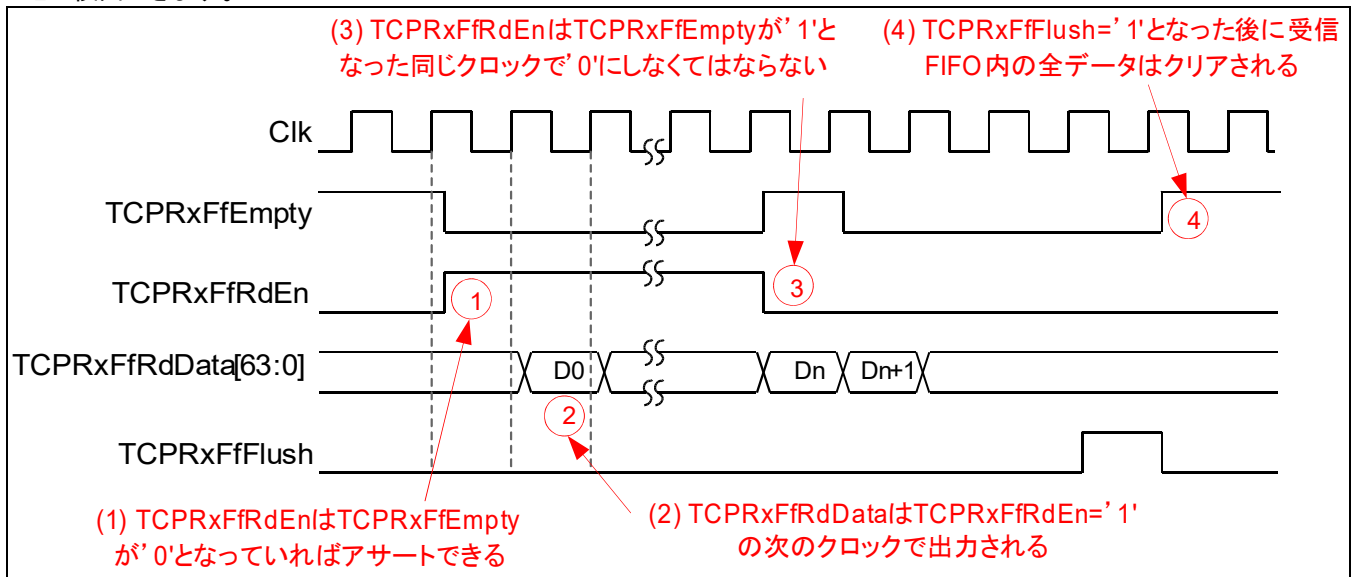 (3) TCPRxFfRdEnはTCPRxFfEmptyが’1'と
なった同じクロックで’0'にしなくてはならない
(4) TCPRxFfFlush=’1'となった後に受信
FIFO内の全データはクリアされる
Clk
TCPRxFfEmpty
4
TCPRxFfRdEn
1
3
TCPRxFfRdData[63:0]
D0
Dn
Dn+1
2
TCPRxFfFlush
(1) TCPRxFfRdEnはTCPRxFfEmpty
が’0'となっていればアサートできる
(2) TCPRxFfRdDataはTCPRxFfRdEn=’1'
の次のクロックで出力される